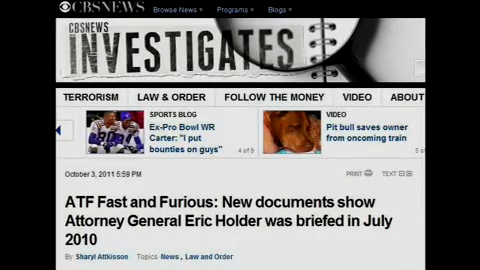 CBSNEWS
Browse News Programs Blogs
CBSNEWS
INVESTIGATES
TERRORISM LAW & ORDER FOLLOW THE MONEY VIDEO ABOUT
SPORTS BLOG
Ex-Pro Bowl WR
Carter: "I put
bounties on guys"
4 of 9
VIDEO
Pit bull saves owner
from oncoming train
5 o
October 3, 2011 5:59 PM
PRINT TEXT
ATF Fast and Furious: New documents show
Attorney General Eric Holder was briefed in July
2010
By Sharyl Attkisson Topics News, Law and Order